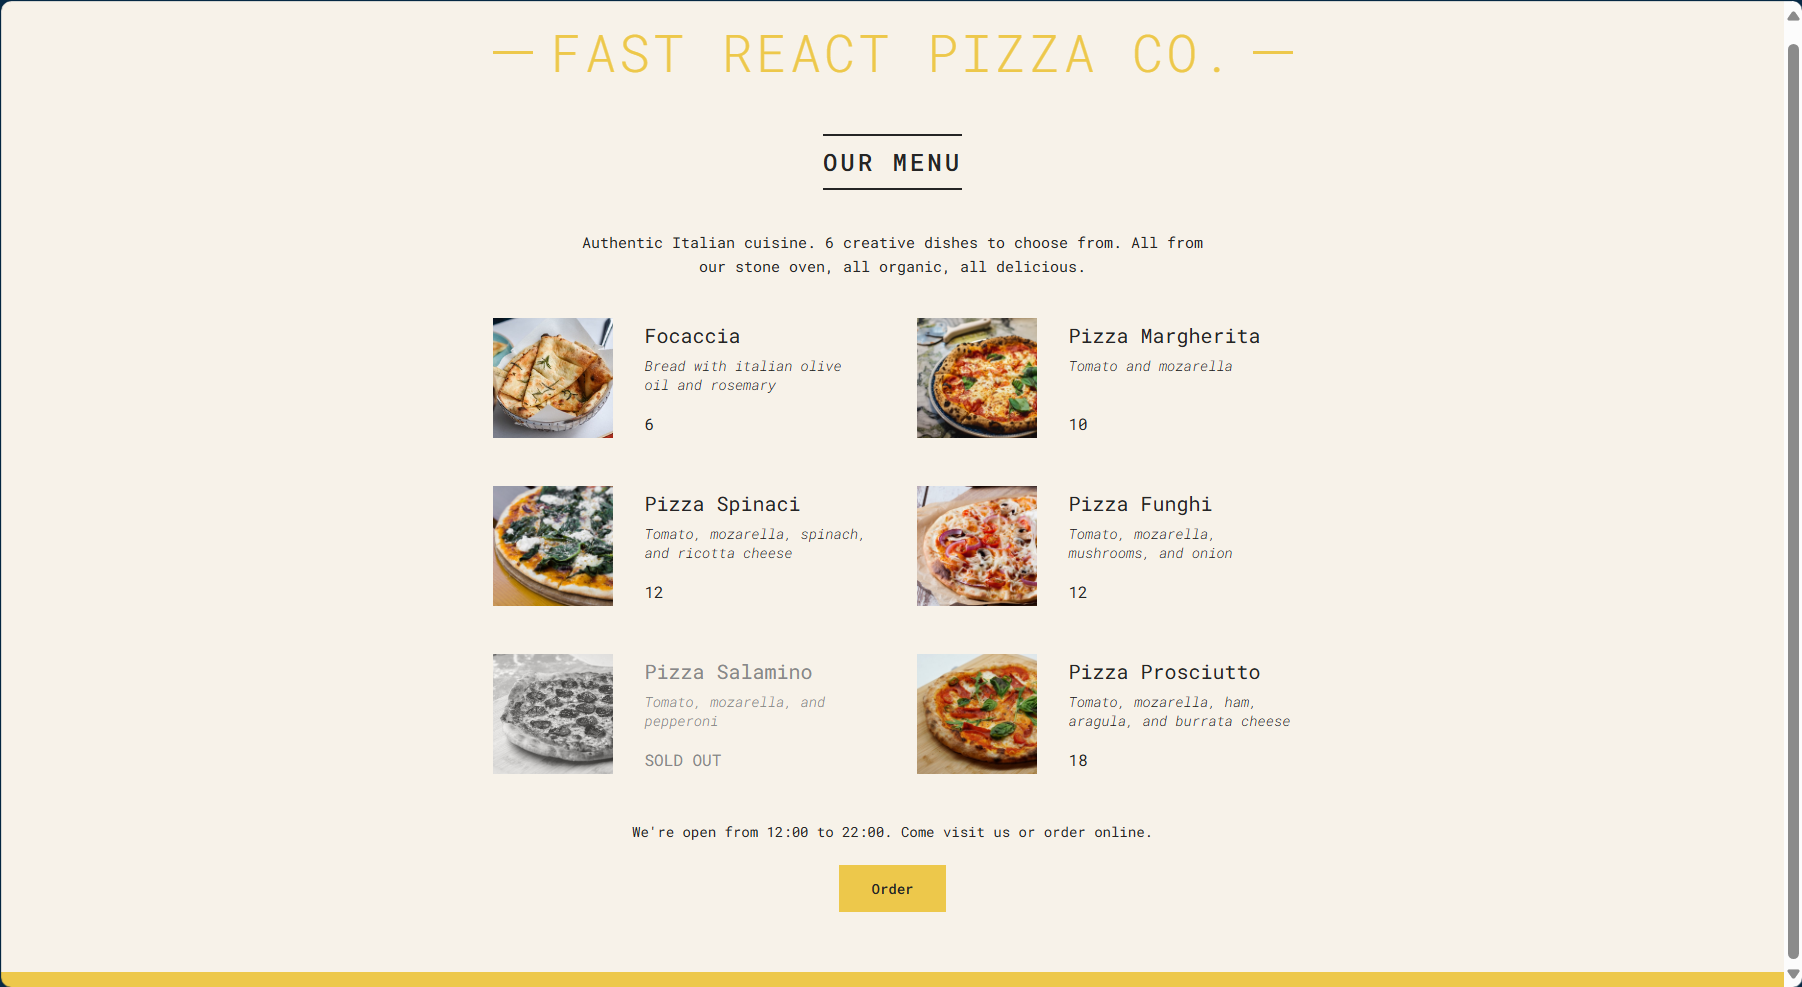 — FAST REACT PIZZA CO. —
OUR MENU
Authentic Italian cuisine. 6 creative dishes to choose from. All from
our stone oven, all organic, all delicious.
Focaccia
Bread with italian olive
oil and rosemary
6
Pizza Margherita
Tomato and mozarella
10
Pizza Spinaci
Tomato, mozarella, spinach,
and ricotta cheese
12
Pizza Funghi
Tomato, mozarella,
mushrooms, and onion
12
Pizza Salamino
Tomato, mozarella, and
pepperoni
SOLD OUT
Pizza Prosciutto
Tomato, mozarella, ham,
aragula, and burrata cheese
18
We're open from 12:00 to 22:00. Come visit us or order online.
Order